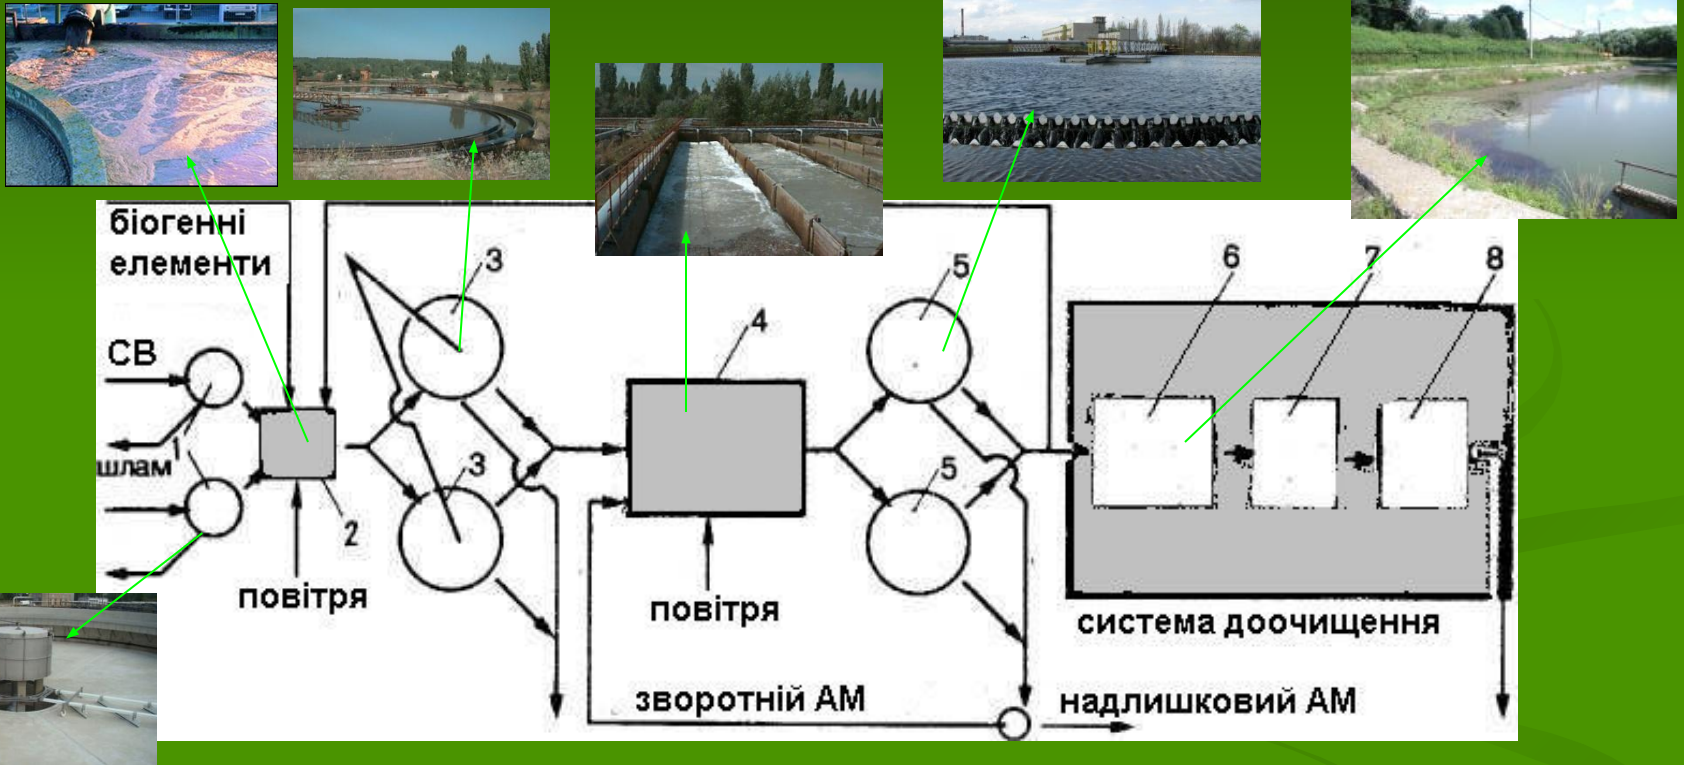 біогенні
елементи
СВ
шлам
1
2
повітря
3
3
4
повітря
5
5
6
7
8
система доочищення
зворотній АМ
надлишковий АМ